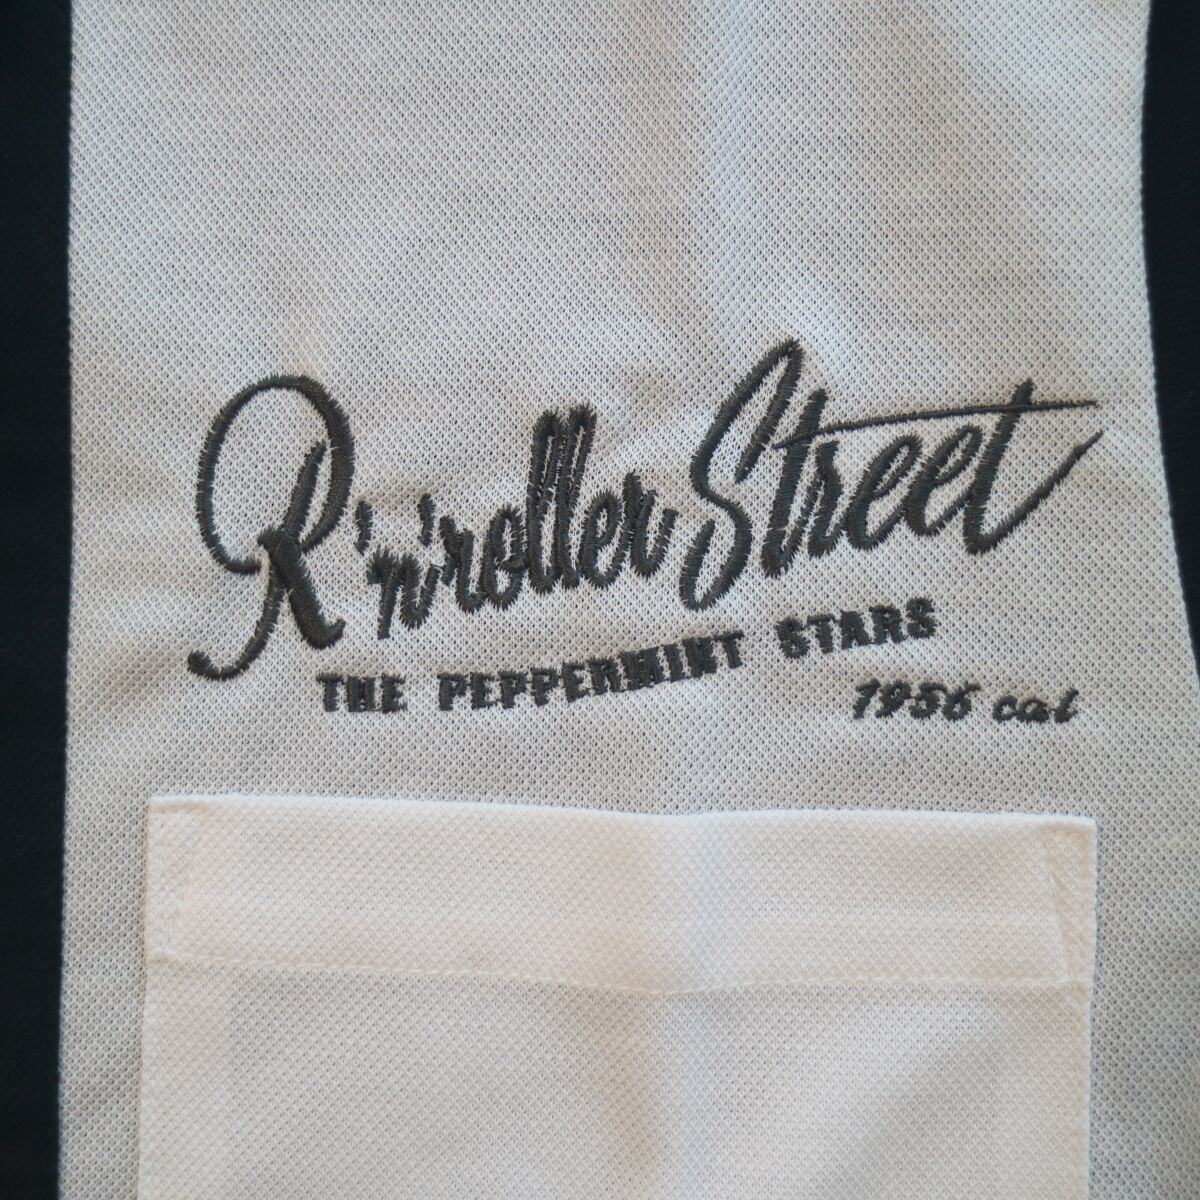 R'n'roller Street
THE PEPPERMINT STARS
1956 cal